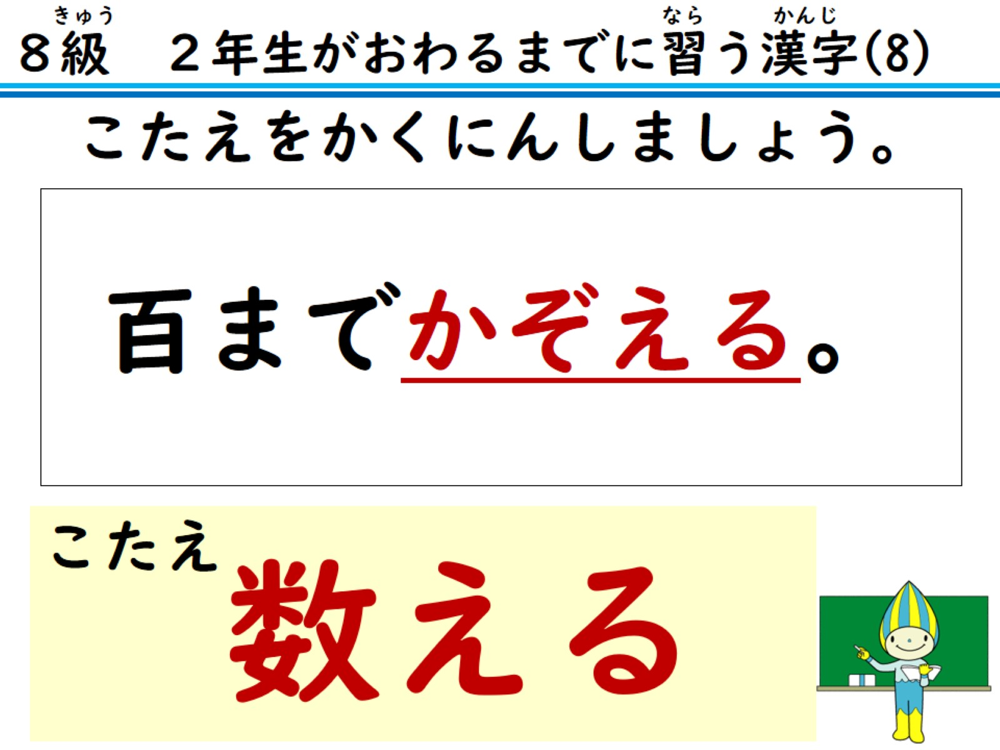 きゅう なら かんじ
８級　２年生がおわるまでに習う漢字(8)
こたえをかくにんしましょう。
百までかぞえる。
こたえ
数える